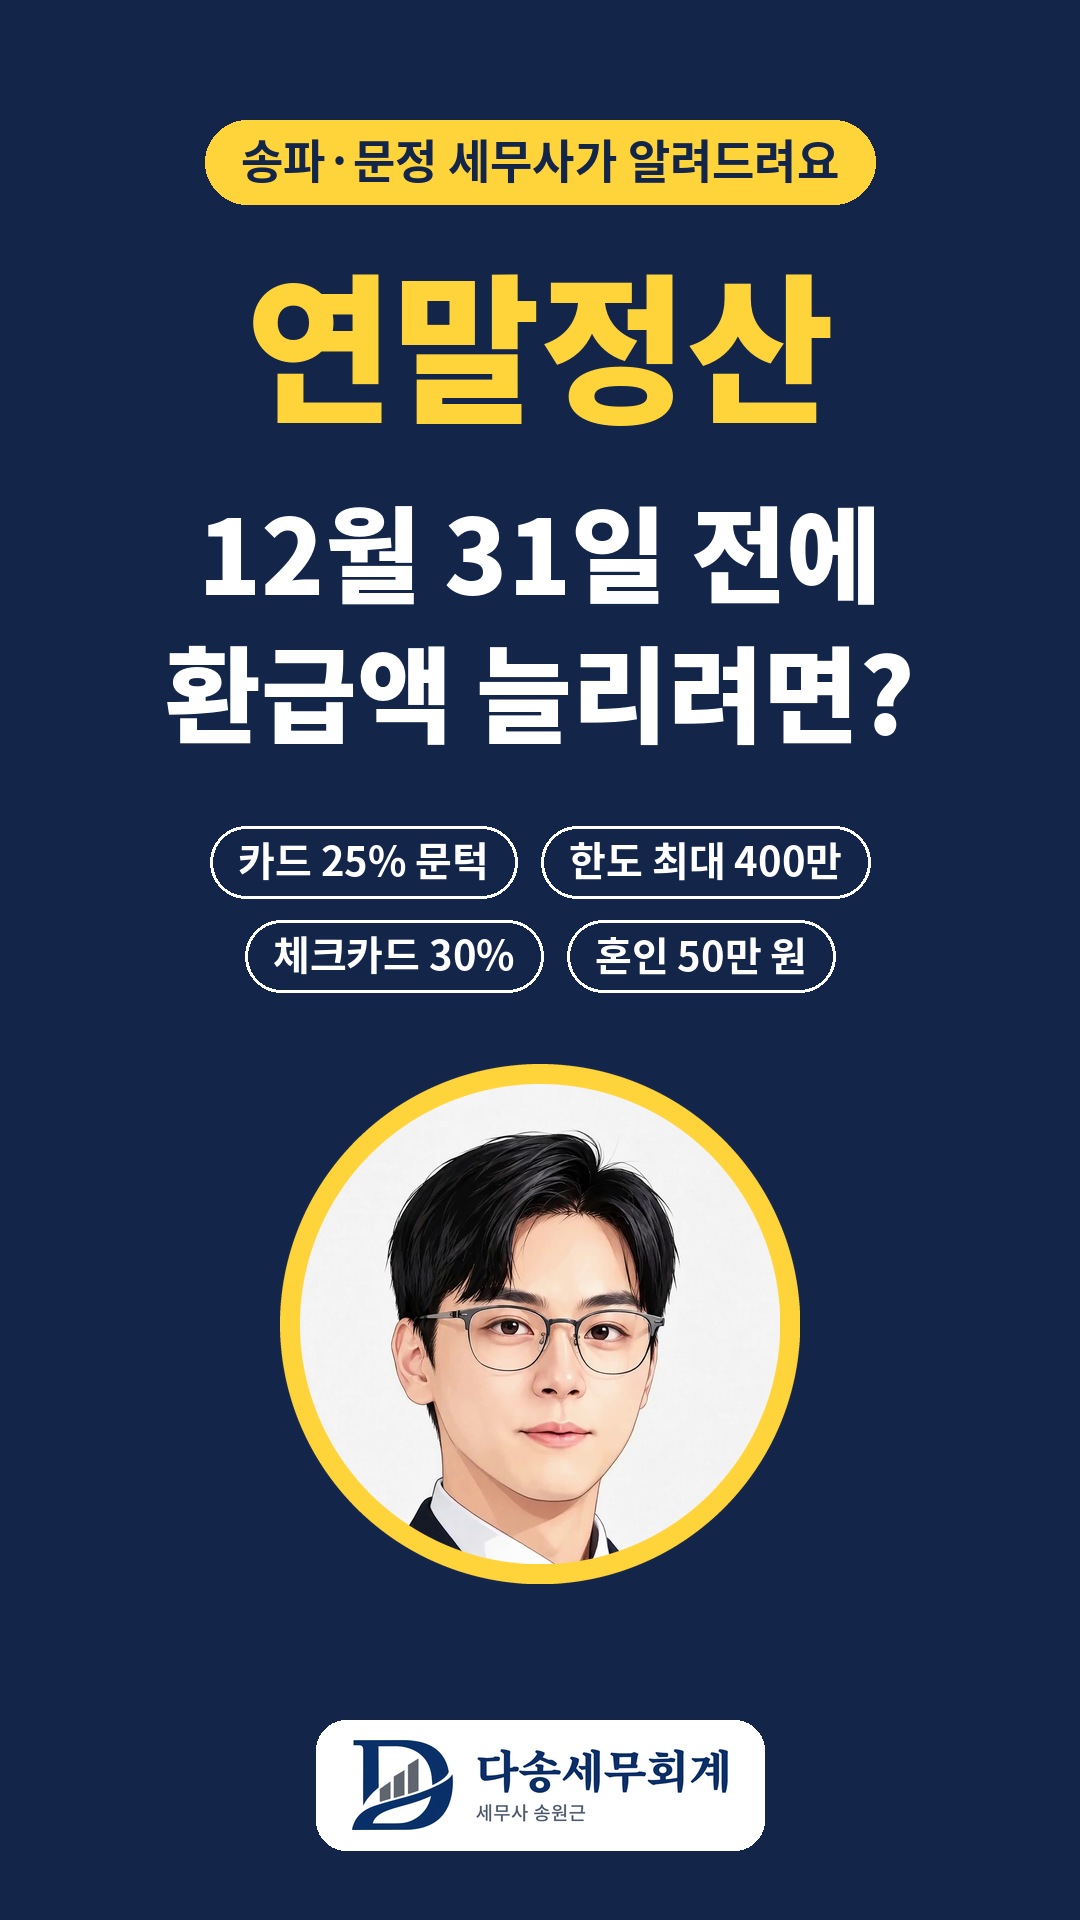 송파·문정 세무사가 알려드려요
연말정산
12월 31일 전에
환급액 늘리려면?
카드 25% 문턱
한도 최대 400만
체크카드 30%
혼인 50만 원
다송세무회계
세무사 송원근